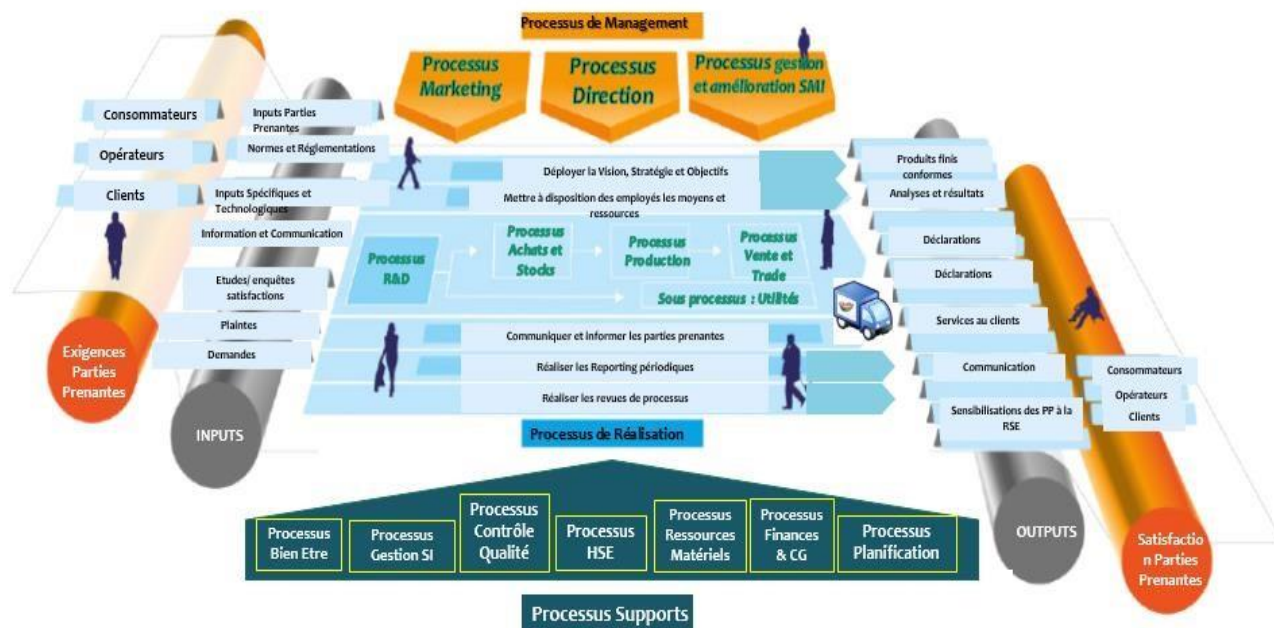 Processus de Management
Processus
Marketing
Processus
Direction
Processus gestion
et amélioration SMI
Consommateurs
Opérateurs
Clients
Inputs Parties
Prenantes
Normes et Réglementations
Inputs Spécifiques et
Technologiques
Information et Communication
Etudes/ enquêtes
satisfactions
Plaintes
Demandes
Exigences
Parties
Prenantes
INPUTS
Déployer la Vision, Stratégie et Objectifs
Mettre à disposition des employés les moyens et
ressources
Processus
R&D
Processus
Achats et
Stocks
Processus
Production
Processus
Vente et
Trade
Sous processus : Utilités
Communiquer et informer les parties prenantes
Réaliser les Reporting périodiques
Réaliser les revues de processus
Processus de Réalisation
Produits finis
conformes
Analyses et résultats
Déclarations
Déclarations
Services au clients
Communication
Sensibilisations des PP à la
RSE
Consommateurs
Opérateurs
Clients
OUTPUTS
Satisfactio
n Parties
Prenantes
Processus
Bien Etre
Processus
Gestion SI
Processus
Contrôle
Qualité
Processus
HSE
Processus
Ressources
Matériels
Processus
Finances
& CG
Processus
Planification
Processus Supports